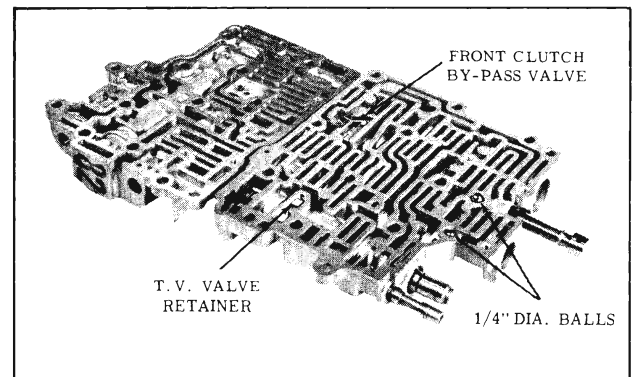 FRONT CLUTCH
BY-PASS VALVE
T.V. VALVE
RETAINER
1/4" DIA. BALLS